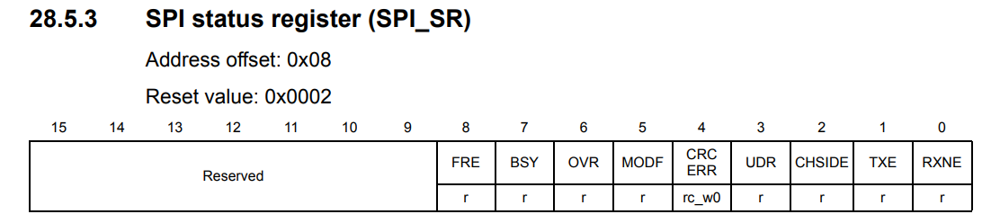 28.5.3 SPI status register (SPI_SR)
Address offset: 0x08
Reset value: 0x0002
15 14 13 12 11 10 9 8 7 6 5 4 3 2 1 0
Reserved FRE BSY OVR MODF CRC ERR UDR CHSIDE TXE RXNE
r r r r rc_w0 r r r r